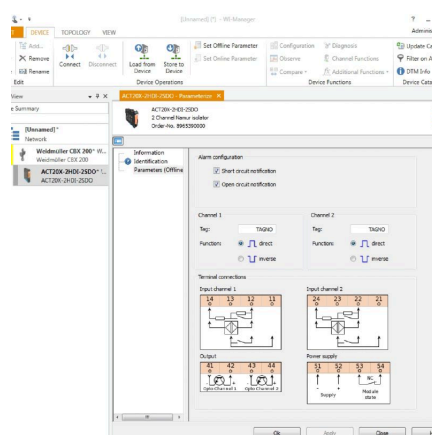 [Unnamed] [*] - WI-Manager
DEVICE TOPOLOGY VIEW
Add...
Remove
Rename
Edit
Connect
Disconnect
Load from Device
Store to Device
Device Operations
Set Offline Parameter
Set Online Parameter
Configuration
Observe
Compare
Diagnosis
Channel Functions
Additional Functions
Device Functions
Update Ca
Filter on A
DTM Info
Device Cata
View
e Summary
[Unnamed]*
Network
Weidmüller CBX 200* W...
Weidmüller CBX 200
ACT20X-2HDI-2SDO*
ACT20X-2HDI-2SDO
ACT20X-2HDI-2SDO
2 Channel Namur isolator
Order-No. 8965390000
Information
Identification
Parameters (Offline
Alarm configuration
Short circuit notification
Open circuit notification
Channel 1
Tag: TAGNO
Function: direct
inverse
Channel 2
Tag: TAGNO
Function: direct
inverse
Terminal connections
Input channel 1
14 13 12 11
Input channel 2
24 23 22 21
Output
41 42 43 44
Opto Channel 1 Opto Channel 2
Power supply
51 52 53 54
Supply
NC
Module state
Ok Apply Close